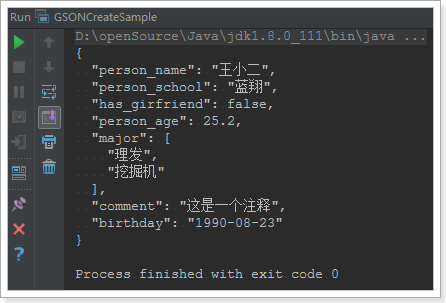 Run GSONCreateSample
D:\openSource\Java\jdk1.8.0_111\bin\java ...
{
  "person_name": "王小二",
  "person_school": "蓝翔",
  "has_girfriend": false,
  "person_age": 25.2,
  "major": [
    "理发",
    "挖掘机"
  ],
  "comment": "这是一个注释",
  "birthday": "1990-08-23"
}
Process finished with exit code 0